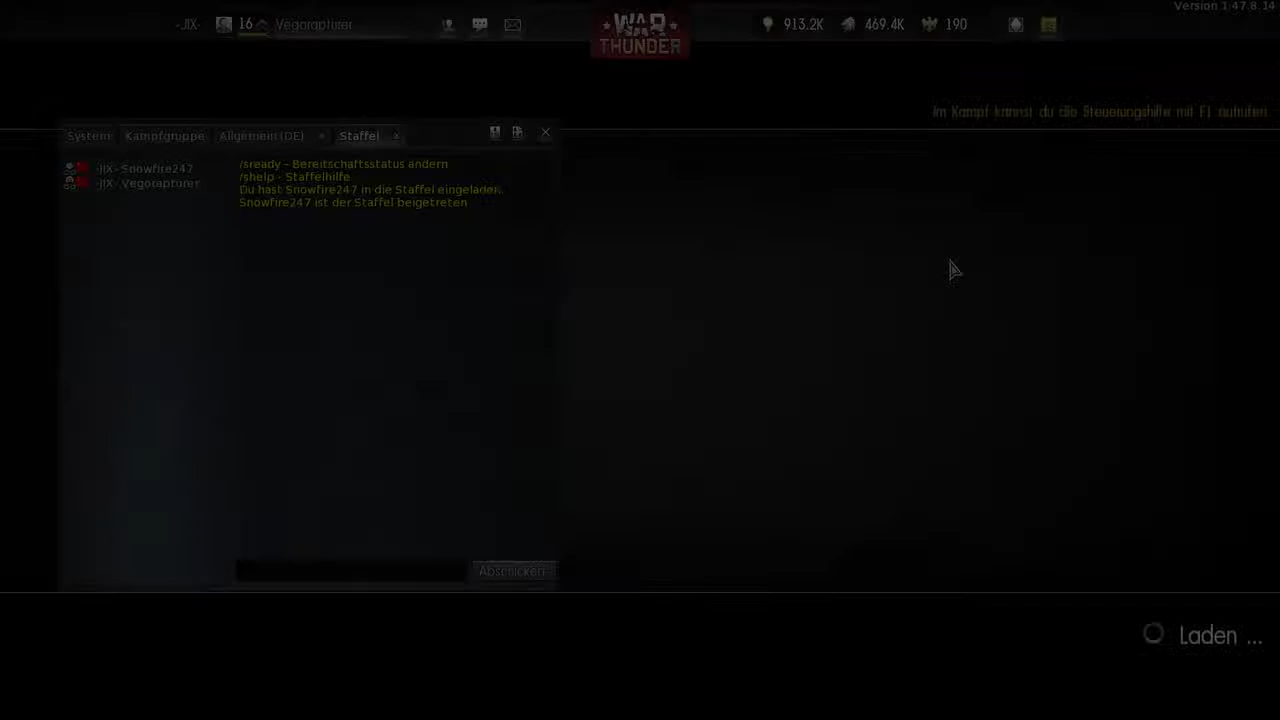 Version 1.47.8.14
-JIX- 16 Vegorapturer
WAR
THUNDER
913.2K 469.4K 190
Im Kampf kannst du die Steuerungshilfe mit F1 aufrufen.
System Kampfgruppe Allgemein (DE) × Staffel ×
-JIX- Snowfire247
-JIX- Vegorapturer
/sready - Bereitschaftsstatus ändern
/shelp - Staffelhilfe
Du hast Snowfire247 in die Staffel eingeladen.
Snowfire247 ist der Staffel beigetreten
Abschicken
Laden ...